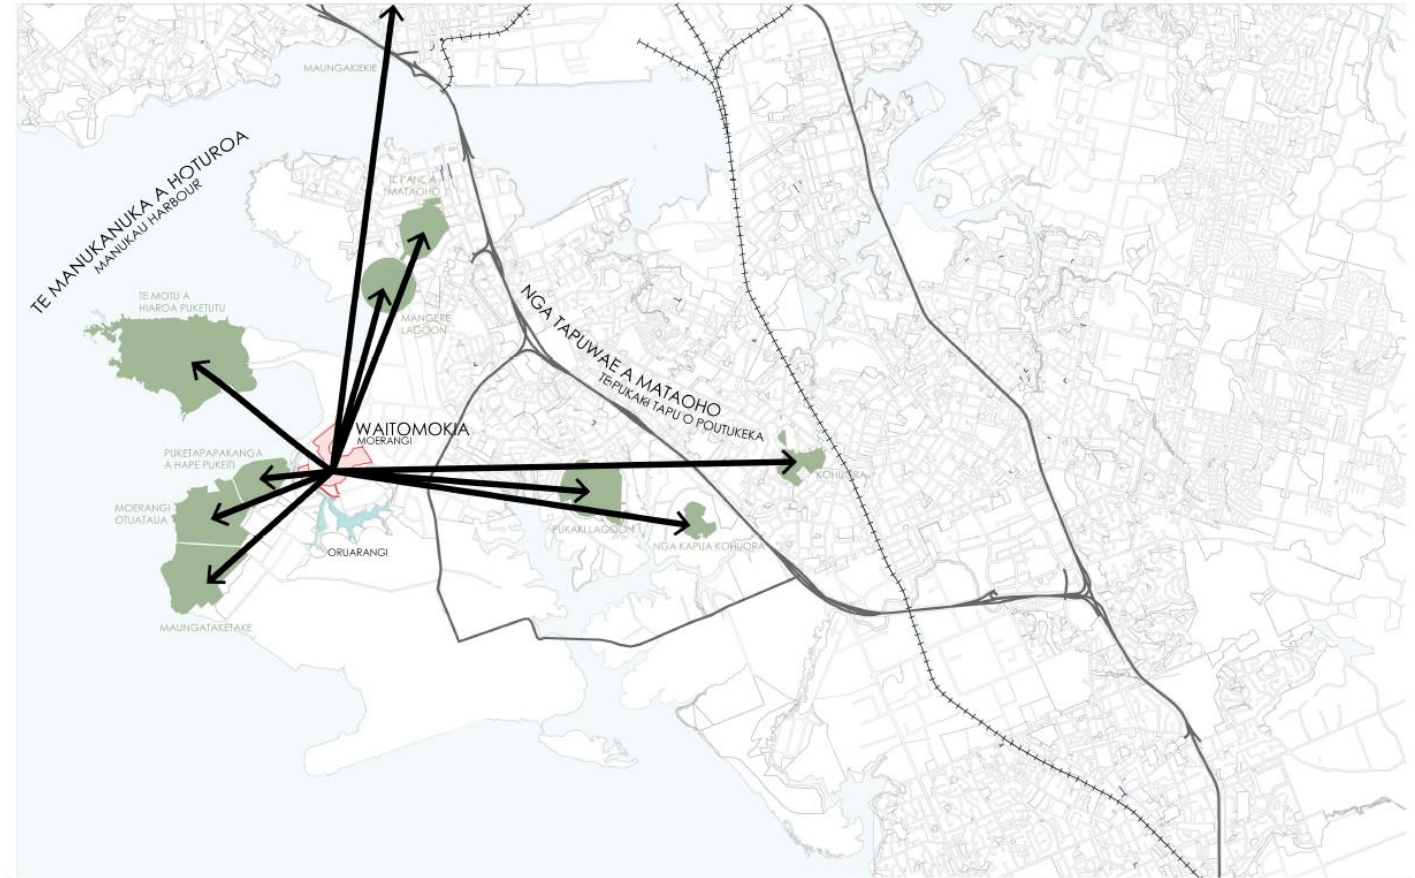 MAUNGAKIEKIE
TE MANUKANUKA A HOTUROA
MANUKAU HARBOUR
TE PANE A
MATAOHO
TE MOTU A
HIAROA PUKETUTU
MANGERE
LAGOON
NGA TAPUWAE A MATAOHO
TE PUKAKI TAPU O POUTUKEKA
WAITOMOKIA
MOERANGI
PUKETAPAPAKANGA
A HAPE PUKEITI
KOHUORA
MOERANGI
OTUATAUA
PUKAKI LAGOON
NGA KAPUA KOHUORA
ORUARANGI
MAUNGATAKETAKE